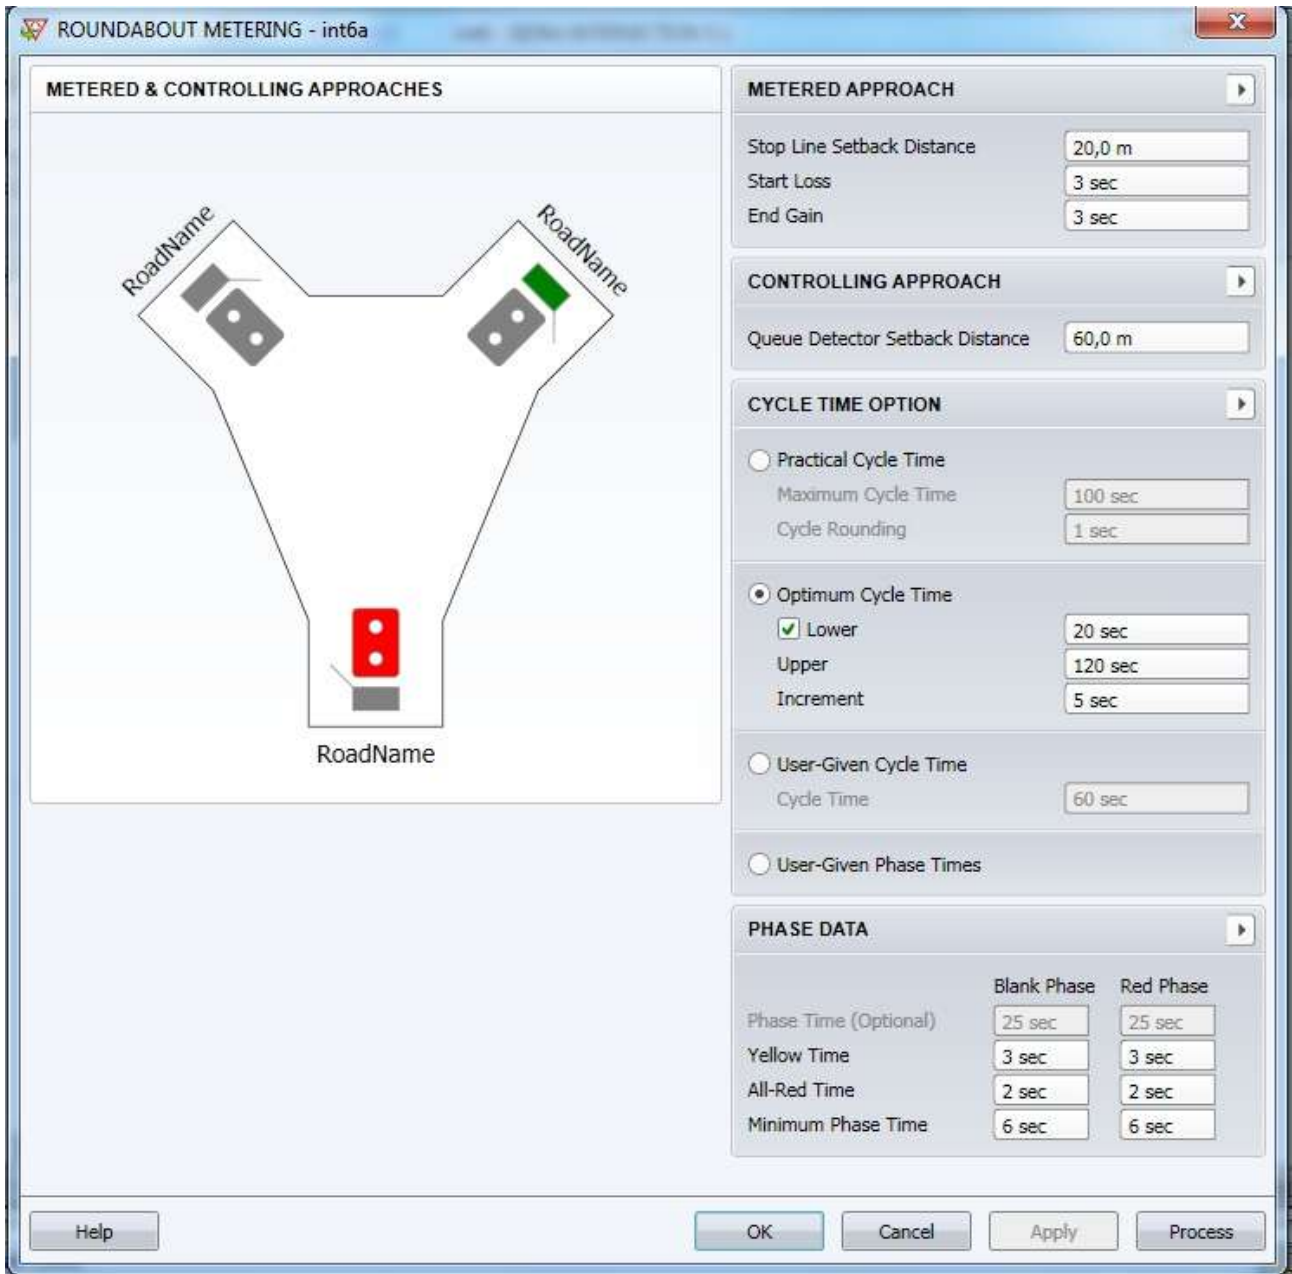 ROUNDABOUT METERING - int6a
METERED & CONTROLLING APPROACHES
RoadName
RoadName
RoadName
METERED APPROACH
Stop Line Setback Distance 20,0 m
Start Loss 3 sec
End Gain 3 sec
CONTROLLING APPROACH
Queue Detector Setback Distance 60,0 m
CYCLE TIME OPTION
Practical Cycle Time
Maximum Cycle Time 100 sec
Cycle Rounding 1 sec
Optimum Cycle Time
Lower 20 sec
Upper 120 sec
Increment 5 sec
User-Given Cycle Time
Cycle Time 60 sec
User-Given Phase Times
PHASE DATA
Blank Phase Red Phase
Phase Time (Optional) 25 sec 25 sec
Yellow Time 3 sec 3 sec
All-Red Time 2 sec 2 sec
Minimum Phase Time 6 sec 6 sec
Help OK Cancel Apply Process